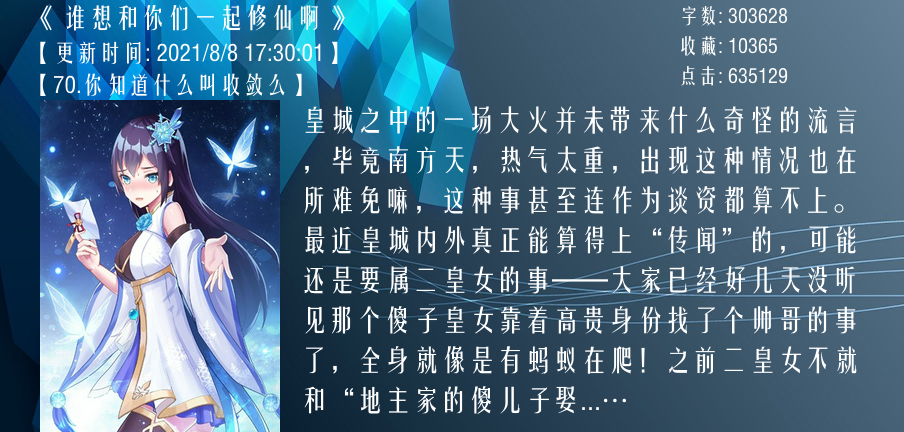 《 谁想和你们一起修仙啊 》
【 更新时间: 2021/8/8 17:30:01 】
【 70.你知道什么叫收敛么 】
字数: 303628
收藏: 10365
点击: 635129
皇城之中的一场大火并未带来什么奇怪的流言
，毕竟南方天，热气太重，出现这种情况也在
所难免嘛，这种事甚至连作为谈资都算不上。
最近皇城内外真正能算得上“传闻”的，可能
还是要属二皇女的事——大家已经好几天没听
见那个傻子皇女靠着高贵身份找了个帅哥的事
了，全身就像是有蚂蚁在爬！之前二皇女不就
和“地主家的傻儿子娶...…